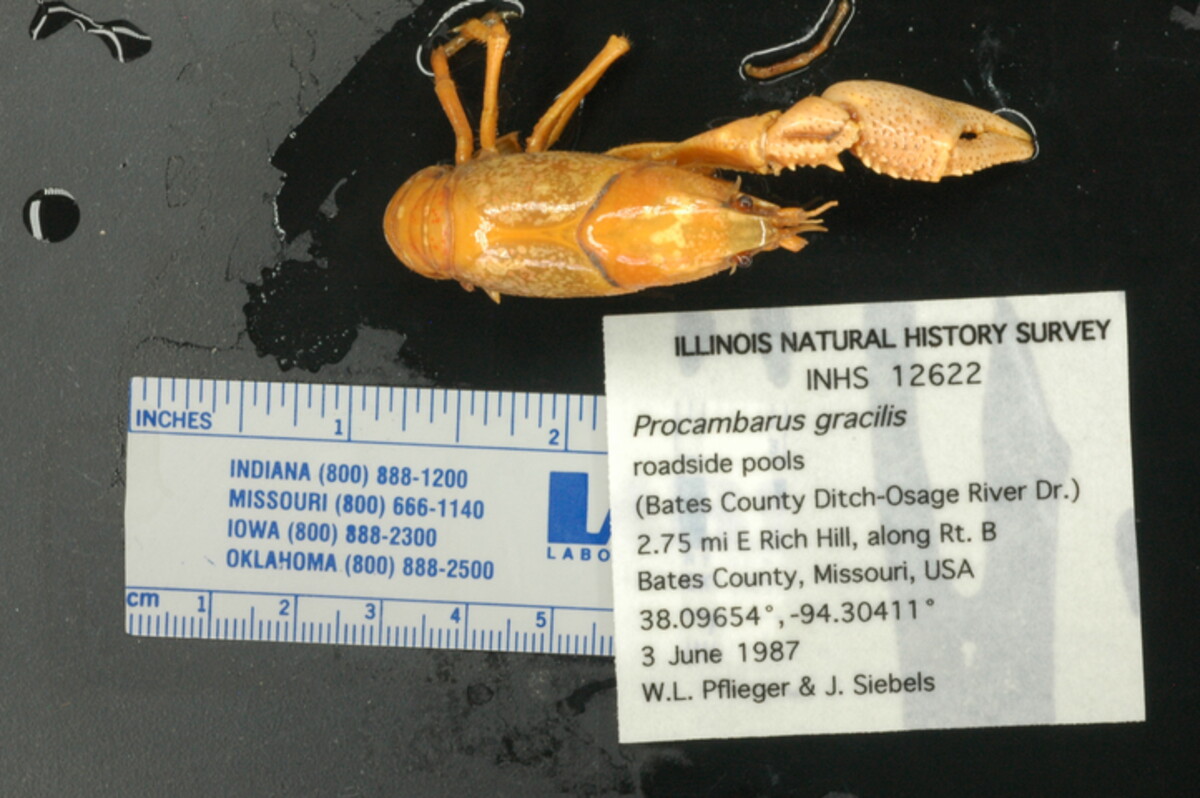 ILLINOIS NATURAL HISTORY SURVEY
INHS 12622
Procambarus gracilis
roadside pools
(Bates County Ditch-Osage River Dr.)
2.75 mi E Rich Hill, along Rt. B
Bates County, Missouri, USA
38.09654°, -94.30411°
3 June 1987
W.L. Pflieger & J. Siebels
INCHES 1 2
INDIANA (800) 888-1200
MISSOURI (800) 666-1140
IOWA (800) 888-2300
OKLAHOMA (800) 888-2500
LABO
cm 1 2 3 4 5